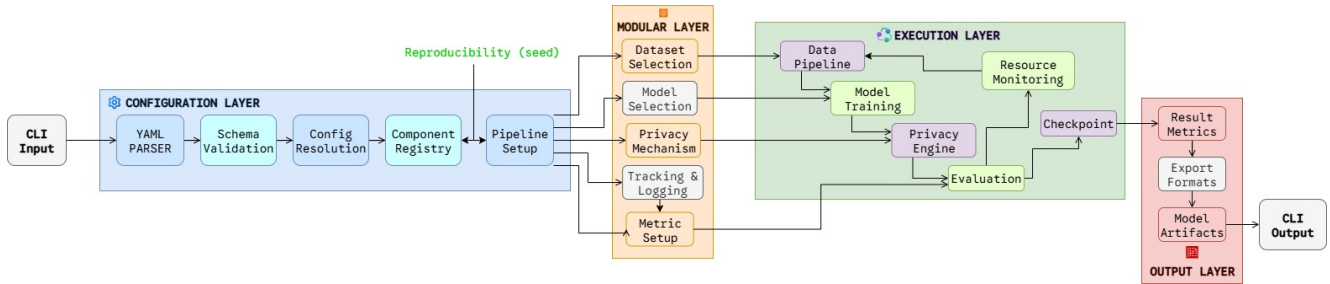 CLI
Input
CONFIGURATION LAYER
YAML
PARSER
Schema
Validation
Config
Resolution
Component
Registry
Reproducibility (seed)
Pipeline
Setup
MODULAR LAYER
Dataset
Selection
Model
Selection
Privacy
Mechanism
Tracking &
Logging
Metric
Setup
EXECUTION LAYER
Data
Pipeline
Resource
Monitoring
Model
Training
Privacy
Engine
Checkpoint
Evaluation
Result
Metrics
Export
Formats
Model
Artifacts
OUTPUT LAYER
CLI
Output